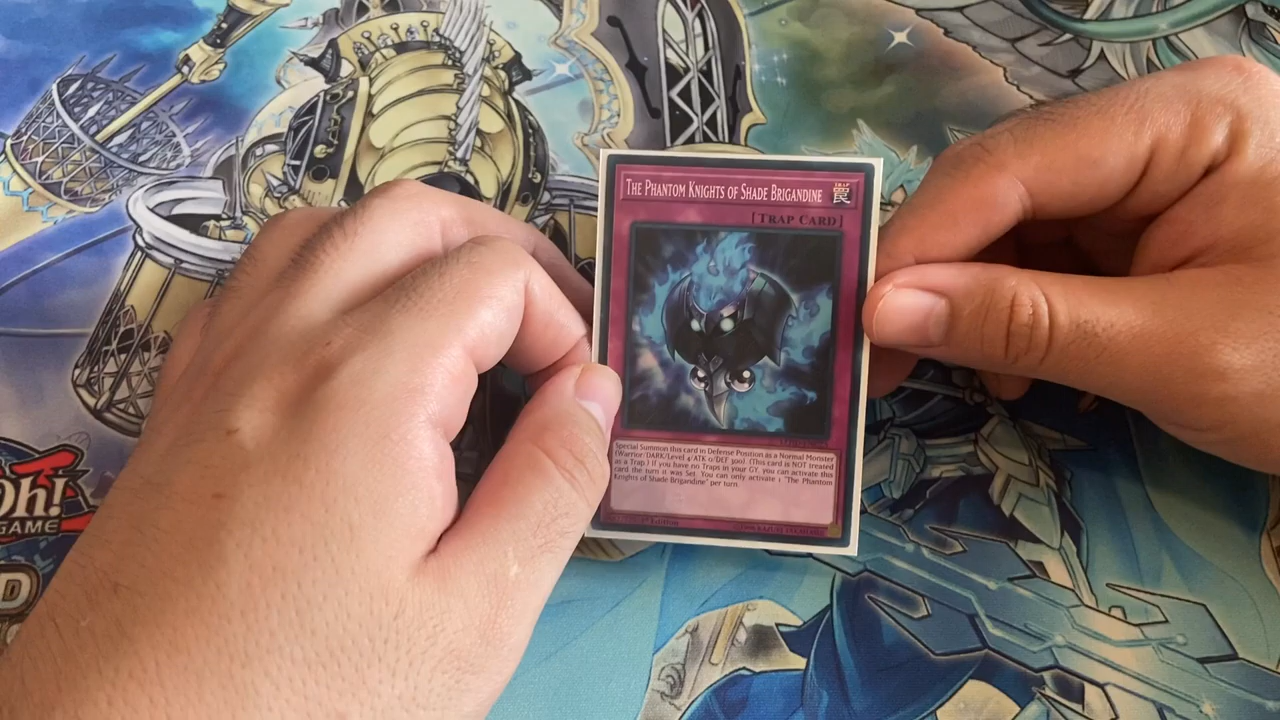 THE PHANTOM KNIGHTS OF SHADE BRIGANDINE
TRAP
罠
[TRAP CARD]
Special Summon this card in Defense Position as a Normal Monster
(Warrior/DARK/Level 4/ATK 0/DEF 300). (This card is NOT treated
as a Trap.) If you have no Traps in your GY, you can activate this
card the turn it was Set. You can only activate 1 "The Phantom
Knights of Shade Brigandine" per turn.
1st EDITION
Oh!
GAME
D